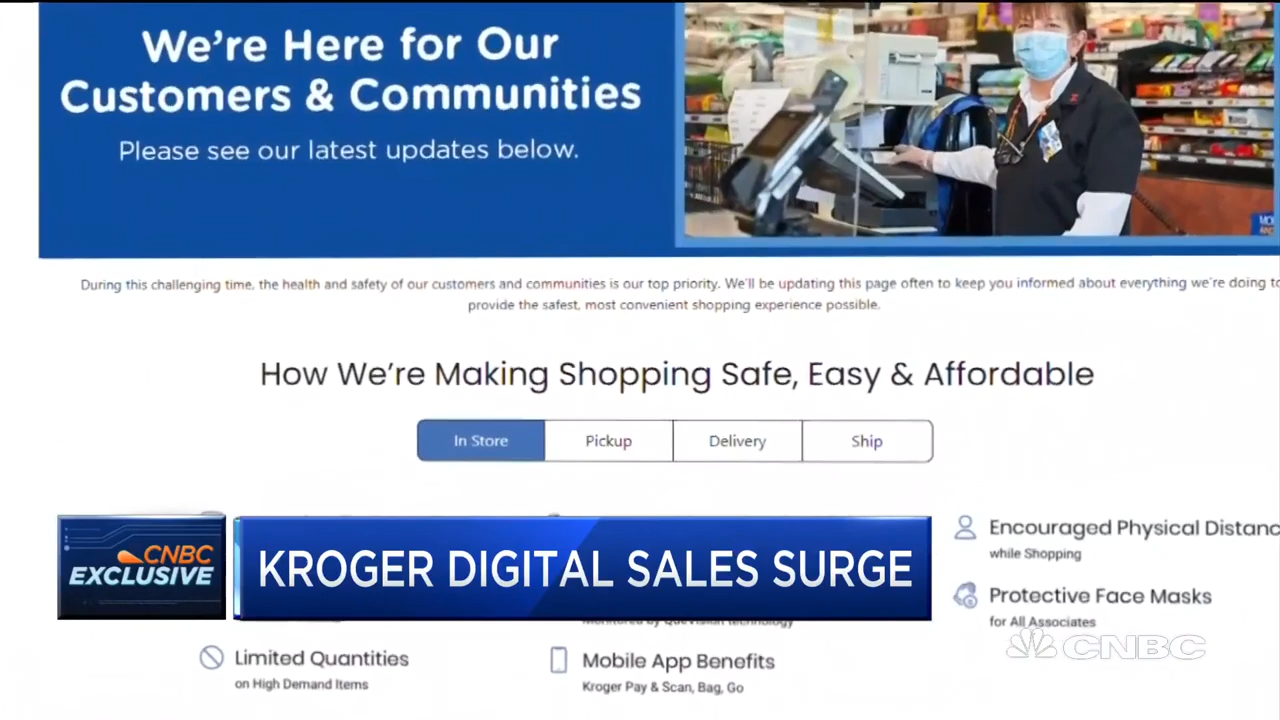 We're Here for Our
Customers & Communities
Please see our latest updates below.
During this challenging time, the health and safety of our customers and communities is our top priority. We'll be updating this page often to keep you informed about everything we're doing to
provide the safest, most convenient shopping experience possible.
How We're Making Shopping Safe, Easy & Affordable
In Store
Pickup
Delivery
Ship
CNBC
EXCLUSIVE
KROGER DIGITAL SALES SURGE
Monitored by QueVision technology
Encouraged Physical Distanc
while Shopping
Protective Face Masks
for All Associates
CNBC
Limited Quantities
on High Demand Items
Mobile App Benefits
Kroger Pay & Scan, Bag, Go